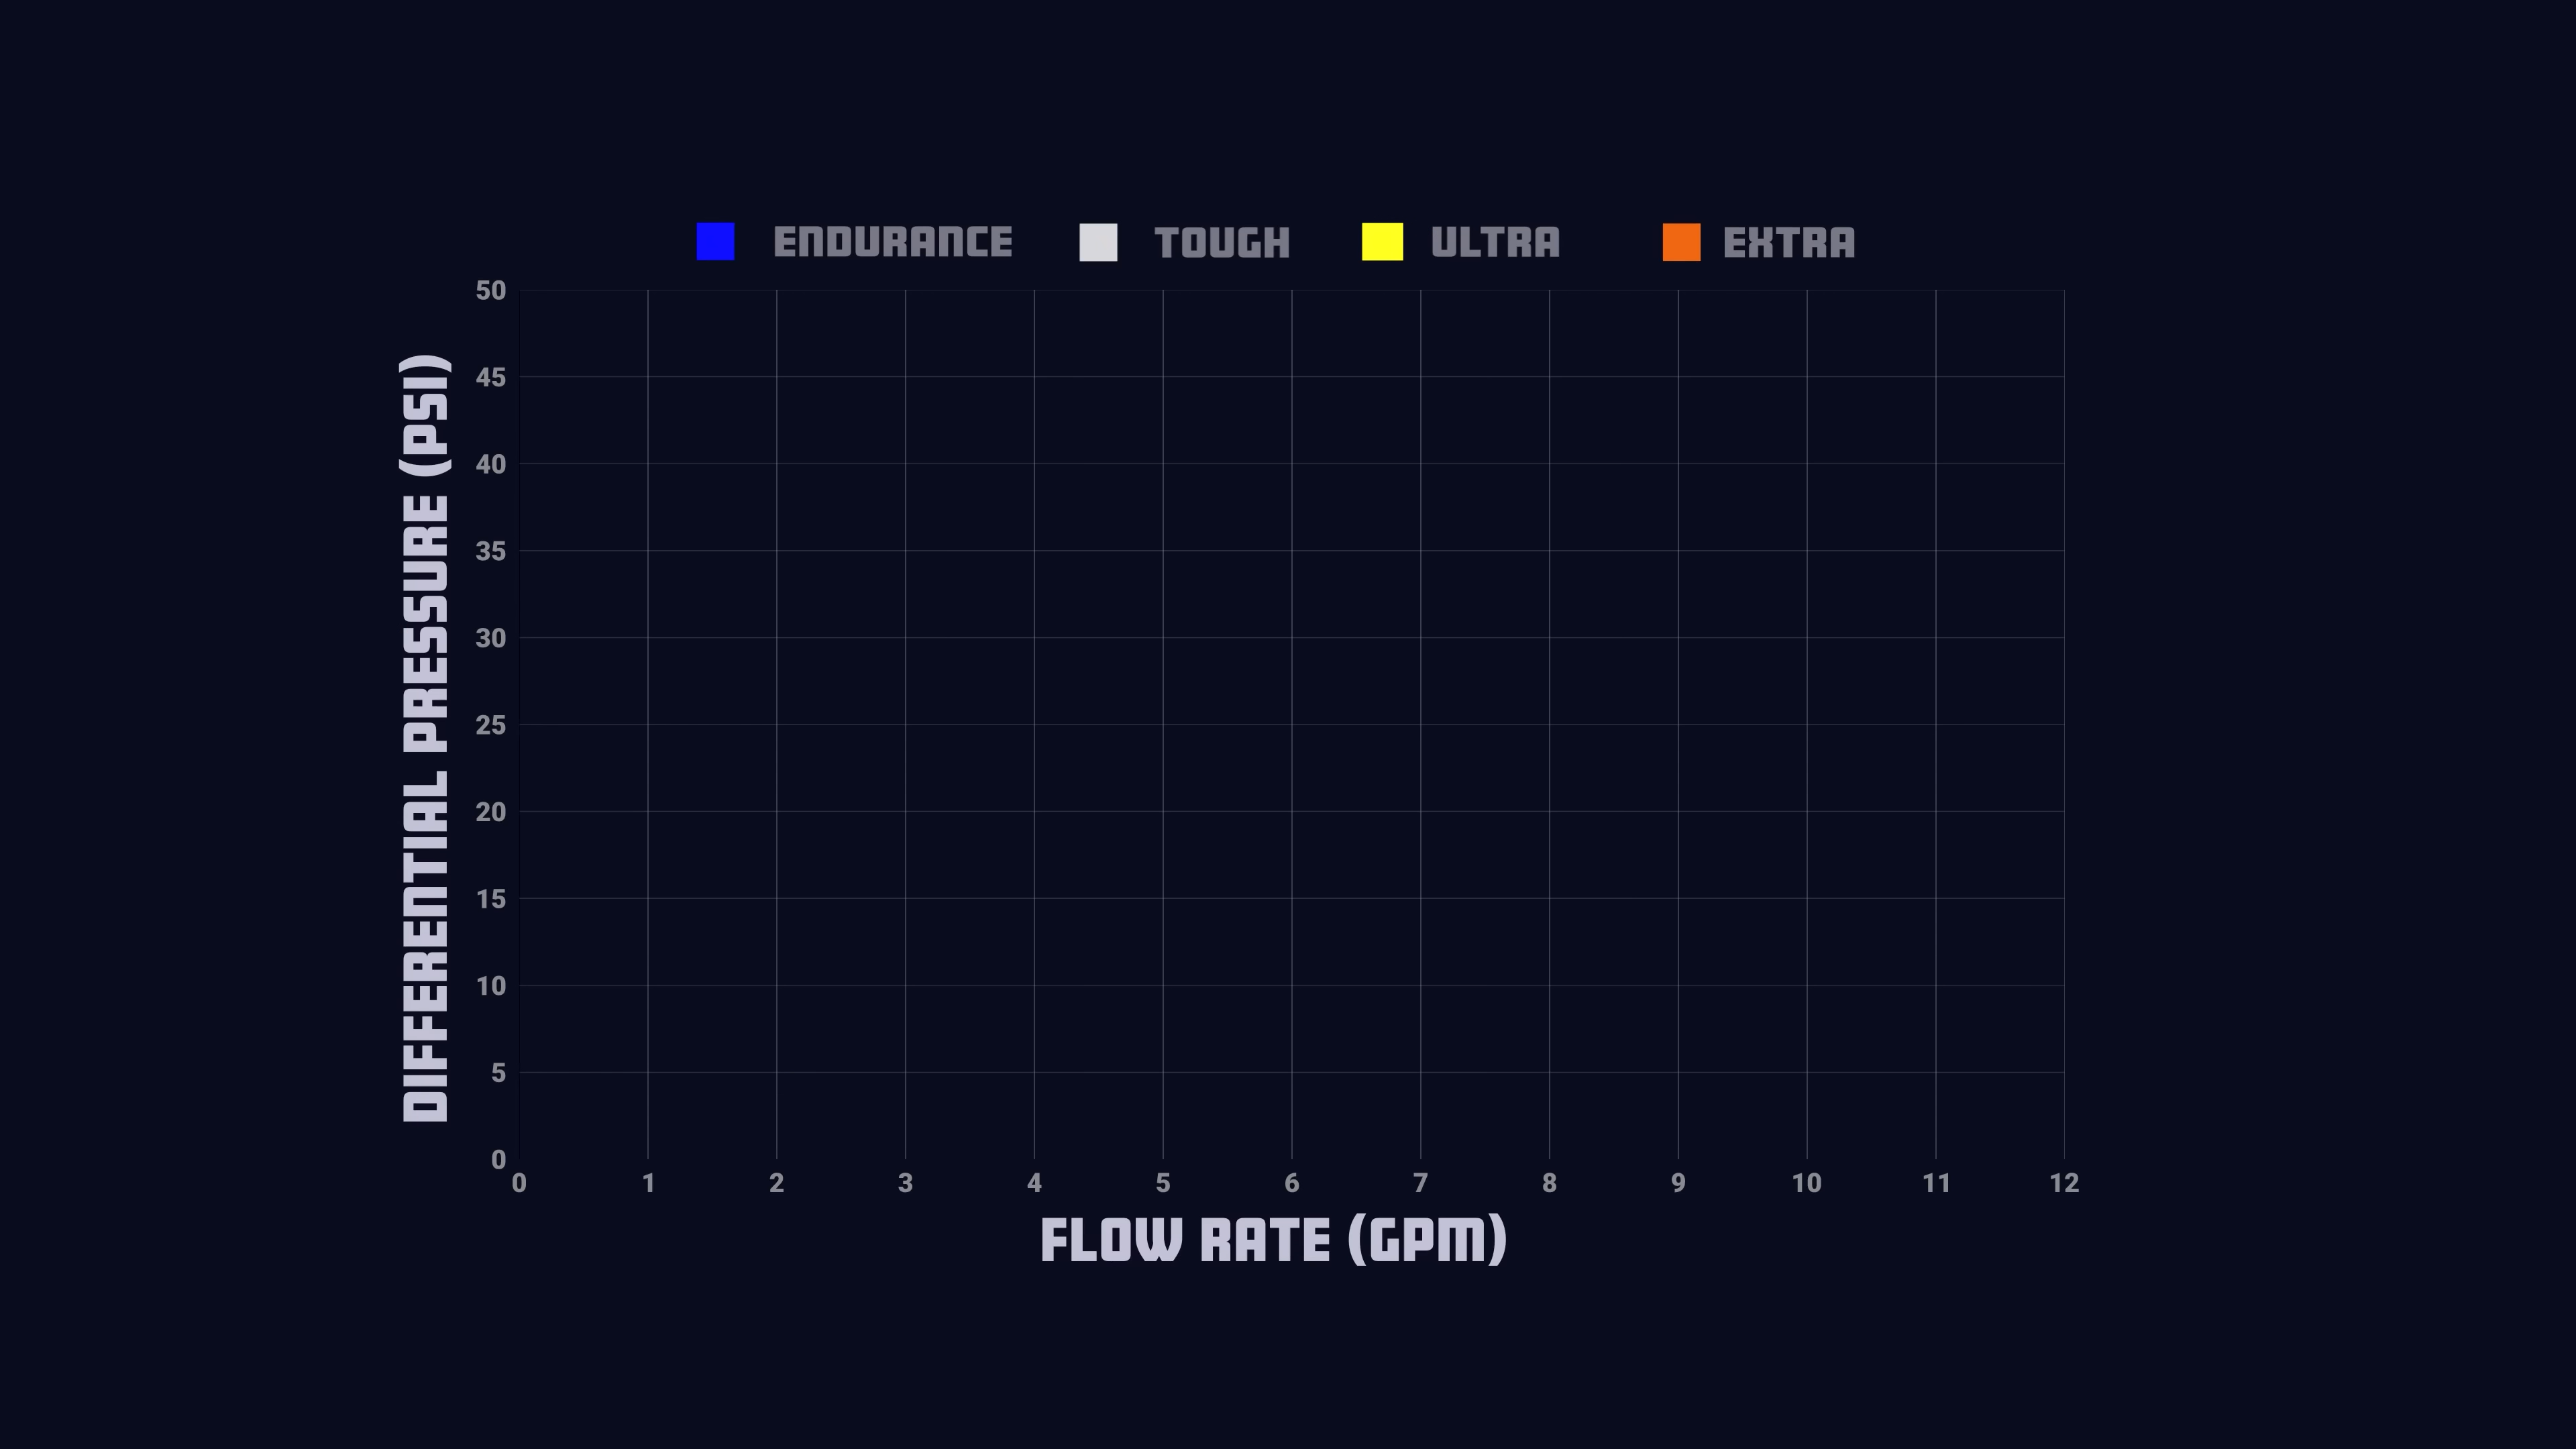 ENDURANCE TOUGH ULTRA EXTRA
DIFFERENTIAL PRESSURE (PSI)
50
45
40
35
30
25
20
15
10
5
0
0 1 2 3 4 5 6 7 8 9 10 11 12
FLOW RATE (GPM)